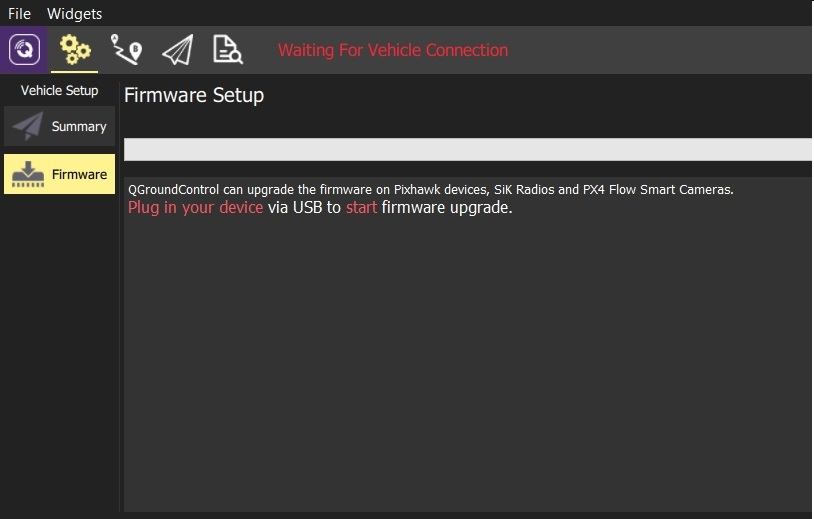 File Widgets
Waiting For Vehicle Connection
Vehicle Setup
Summary
Firmware
Firmware Setup
QGroundControl can upgrade the firmware on Pixhawk devices, SiK Radios and PX4 Flow Smart Cameras.
Plug in your device via USB to start firmware upgrade.